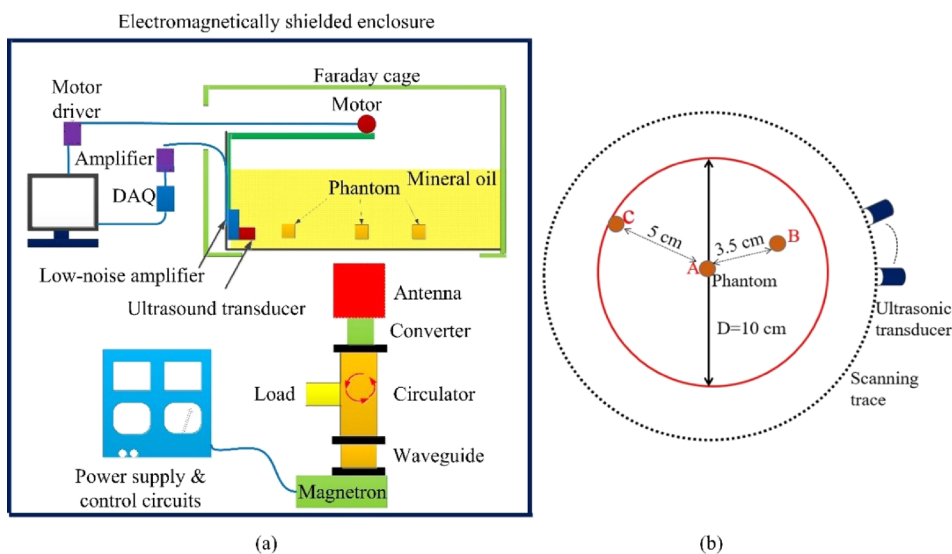 Electromagnetically shielded enclosure
Faraday cage
Motor
driver
Motor
Amplifier
DAQ
Phantom
Mineral oil
Low-noise amplifier
Ultrasound transducer
Antenna
Converter
Load
Circulator
Waveguide
Power supply &
control circuits
Magnetron
(a)
C
5 cm
3.5 cm
B
A
Phantom
D=10 cm
Ultrasonic
transducer
Scanning
trace
(b)